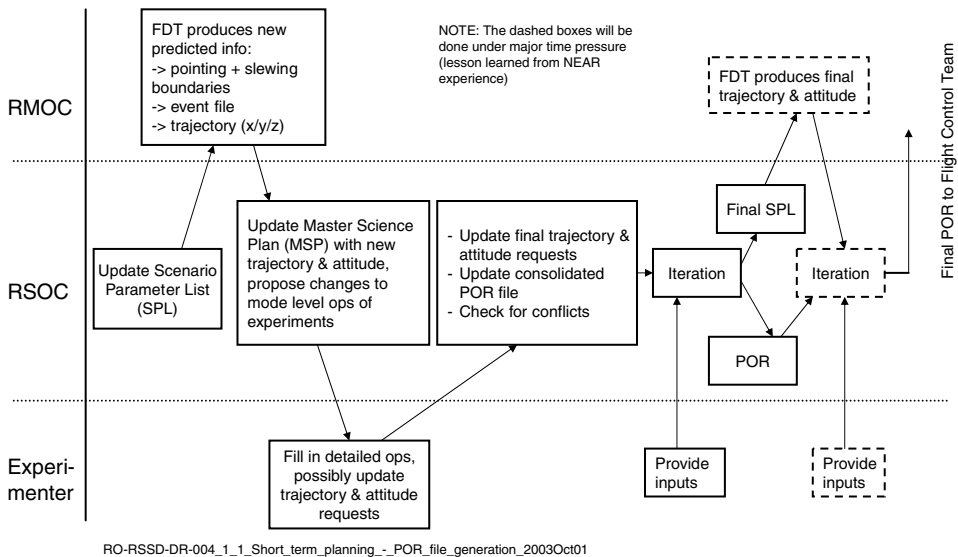 FDT produces new
predicted info:
-> pointing + slewing
boundaries
-> event file
-> trajectory (x/y/z)
NOTE: The dashed boxes will be
done under major time pressure
(lesson learned from NEAR
experience)
FDT produces final
trajectory & attitude
RMOC
Final POR to Flight Control Team
RSOC
Update Scenario
Parameter List
(SPL)
Update Master Science
Plan (MSP) with new
trajectory & attitude,
propose changes to
mode level ops of
experiments
- Update final trajectory &
attitude requests
- Update consolidated
POR file
- Check for conflicts
Iteration
Final SPL
POR
Iteration
Experi-
menter
Fill in detailed ops,
possibly update
trajectory & attitude
requests
Provide
inputs
Provide
inputs
RO-RSSD-DR-004_1_1_Short_term_planning_-_POR_file_generation_2003Oct01